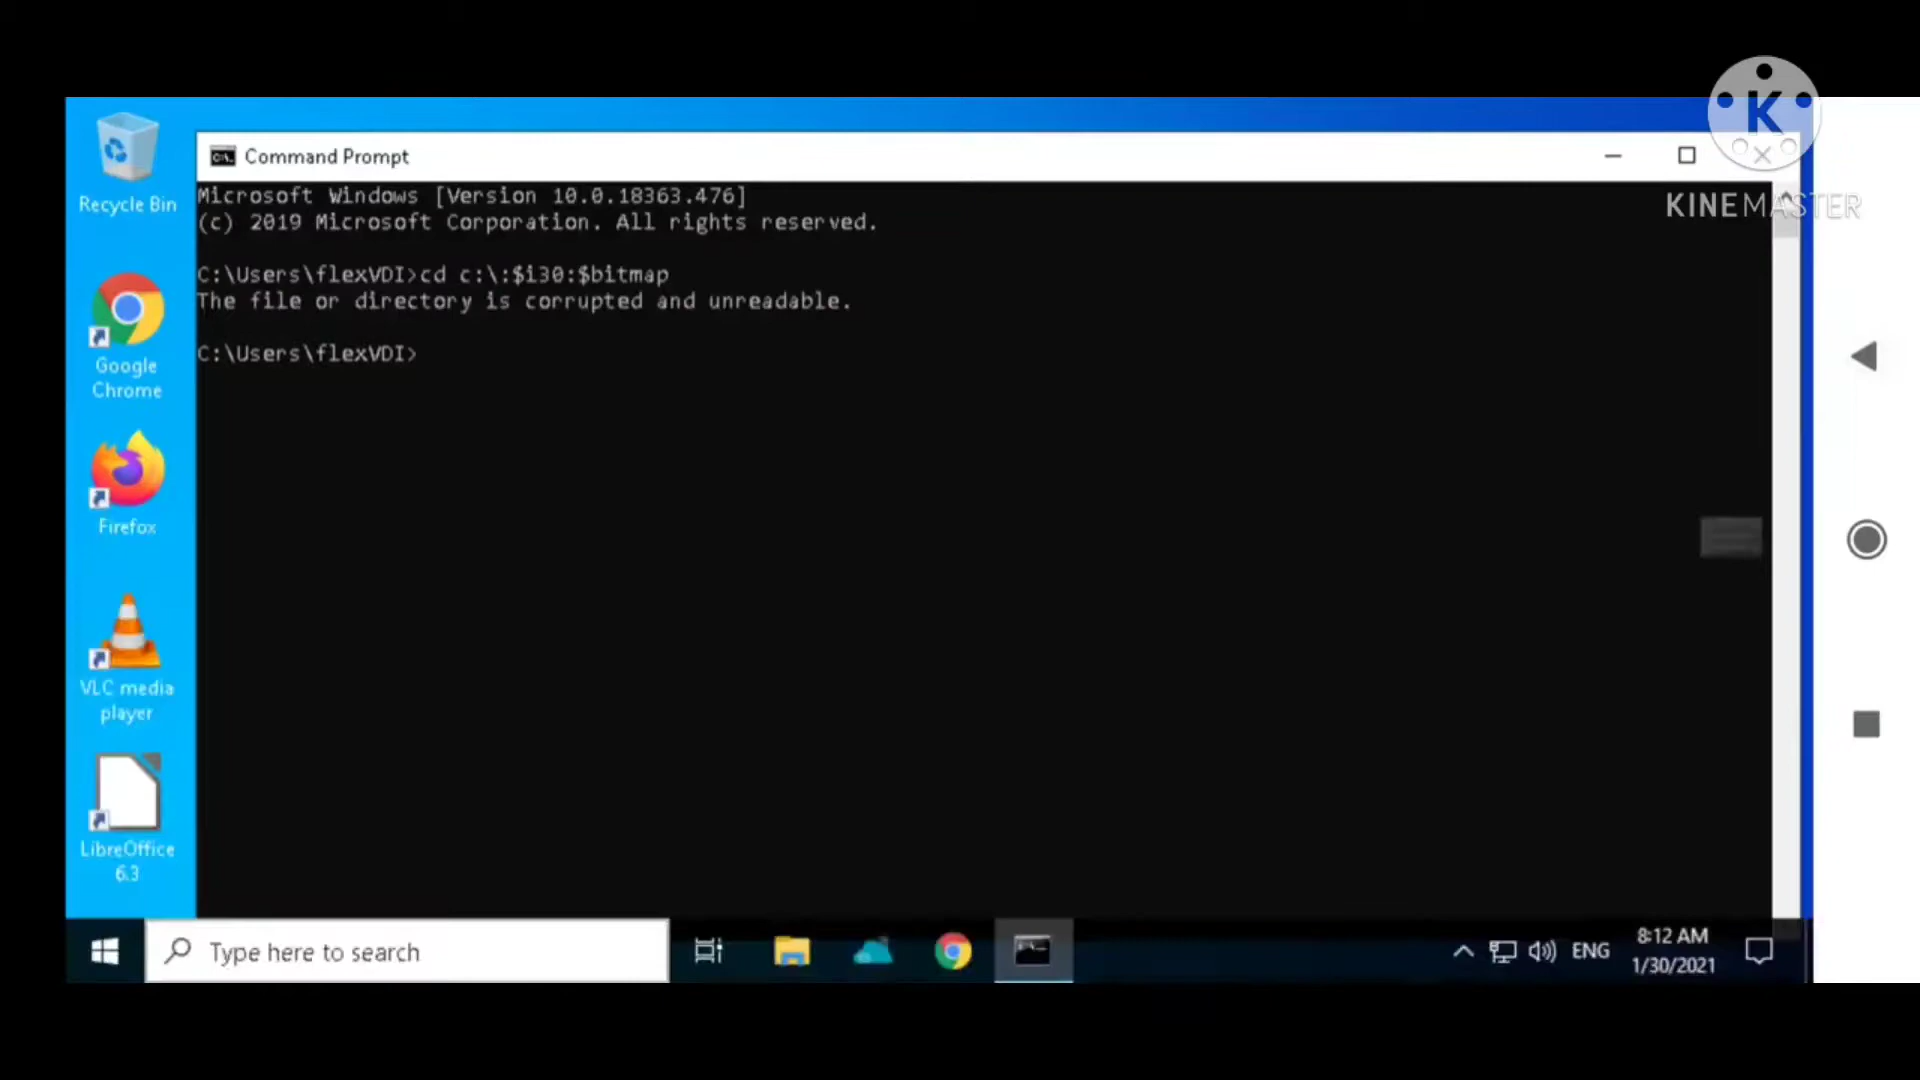 K
KINEMASTER
Recycle Bin
Command Prompt
Microsoft Windows [Version 10.0.18363.476]
(c) 2019 Microsoft Corporation. All rights reserved.
C:\Users\flexVDI>cd c:\:$i30:$bitmap
The file or directory is corrupted and unreadable.
C:\Users\flexVDI>
Google
Chrome
Firefox
VLC media
player
LibreOffice
6.3
Type here to search
ENG
8:12 AM
1/30/2021